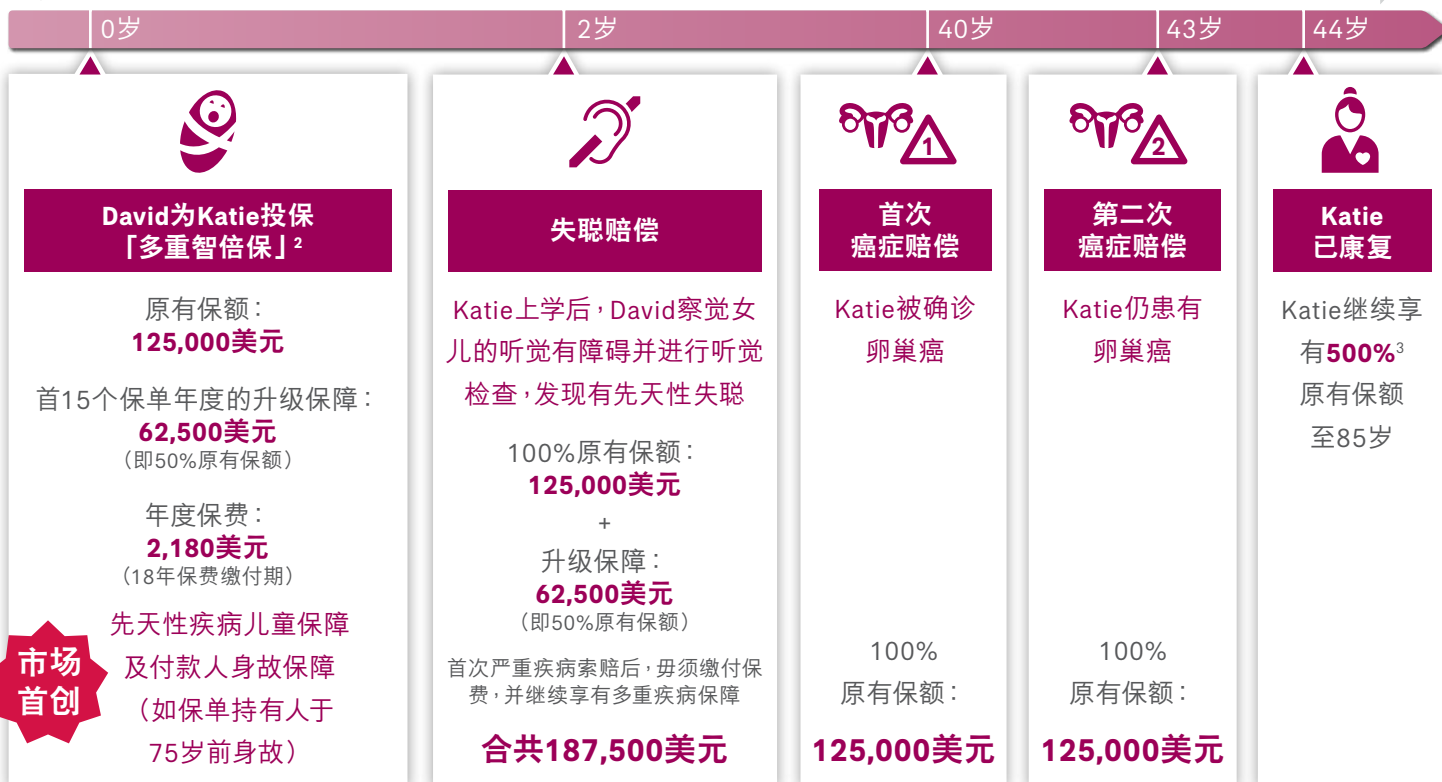 0岁
2岁
40岁
43岁
44岁
David为Katie投保
「多重智倍保」2
原有保额：
125,000美元
首15个保单年度的升级保障：
62,500美元
（即50%原有保额）
年度保费：
2,180美元
（18年保费缴付期）
市场
首创
先天性疾病儿童保障
及付款人身故保障
（如保单持有人于
75岁前身故）
失聪赔偿
Katie上学后，David察觉女
儿的听觉有障碍并进行听觉
检查，发现有先天性失聪
100%原有保额：
125,000美元
+
升级保障：
62,500美元
（即50%原有保额）
首次严重疾病索赔后，毋须缴付保
费，并继续享有多重疾病保障
合共187,500美元
1
首次
癌症赔偿
Katie被确诊
卵巢癌
100%
原有保额：
125,000美元
2
第二次
癌症赔偿
Katie仍患有
卵巢癌
100%
原有保额：
125,000美元
Katie
已康复
Katie继续享
有500%3
原有保额
至85岁